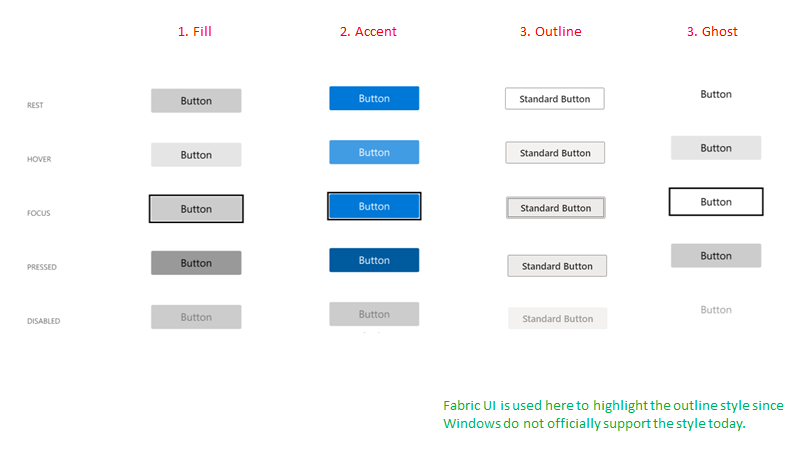 1. Fill
2. Accent
3. Outline
3. Ghost
REST
Button
Button
Standard Button
Button
HOVER
Button
Button
Standard Button
Button
FOCUS
Button
Button
Standard Button
Button
PRESSED
Button
Button
Standard Button
Button
DISABLED
Button
Button
Standard Button
Button
Fabric UI is used here to highlight the outline style since
Windows do not officially support the style today.